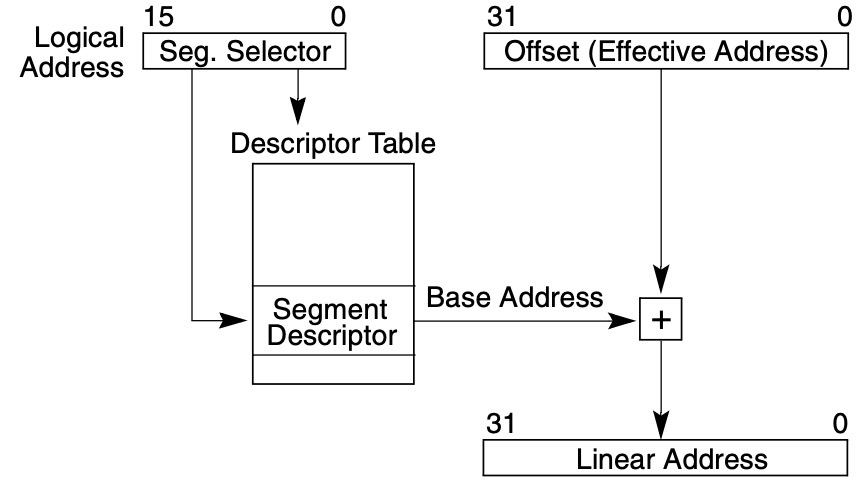 15 0
31 0
Logical
Address
Seg. Selector
Offset (Effective Address)
Descriptor Table
Base Address
Segment
Descriptor
+
31 0
Linear Address